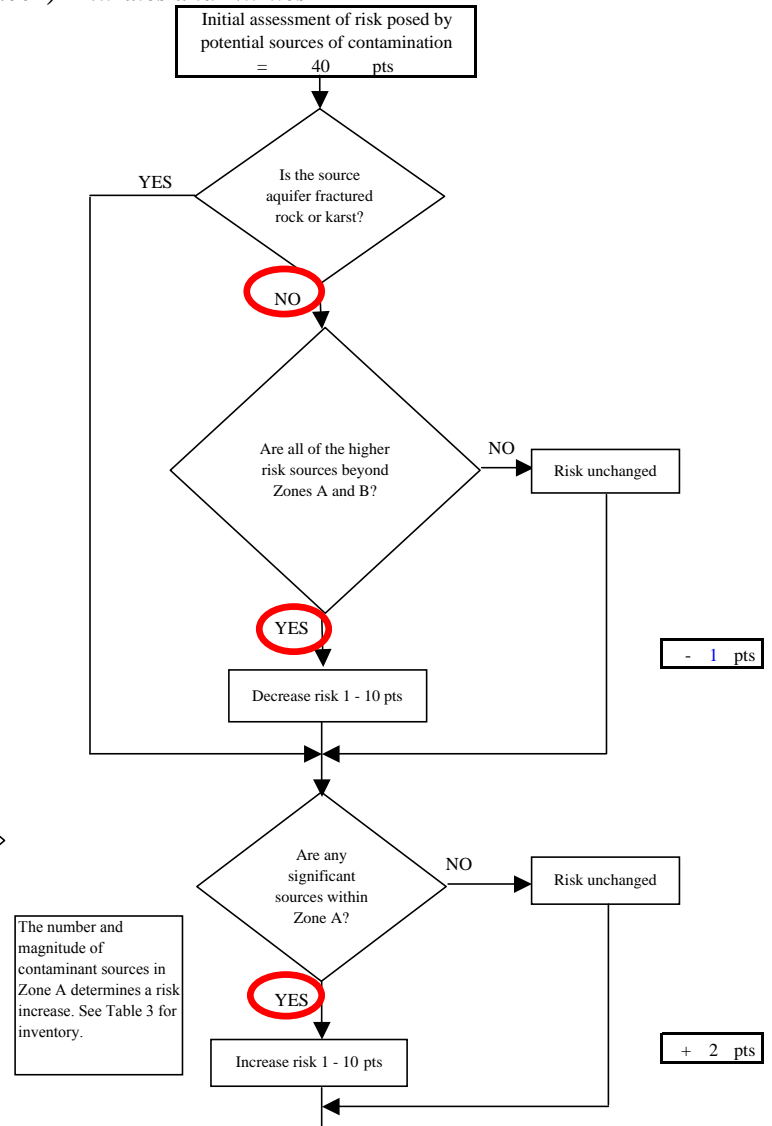 Initial assessment of risk posed by
potential sources of contamination
= 40 pts
YES
Is the source
aquifer fractured
rock or karst?
NO
Are all of the higher
risk sources beyond
Zones A and B?
NO
Risk unchanged
YES
- 1 pts
Decrease risk 1 - 10 pts
Are any
significant
sources within
Zone A?
NO
Risk unchanged
The number and
magnitude of
contaminant sources in
Zone A determines a risk
increase. See Table 3 for
inventory.
YES
+ 2 pts
Increase risk 1 - 10 pts